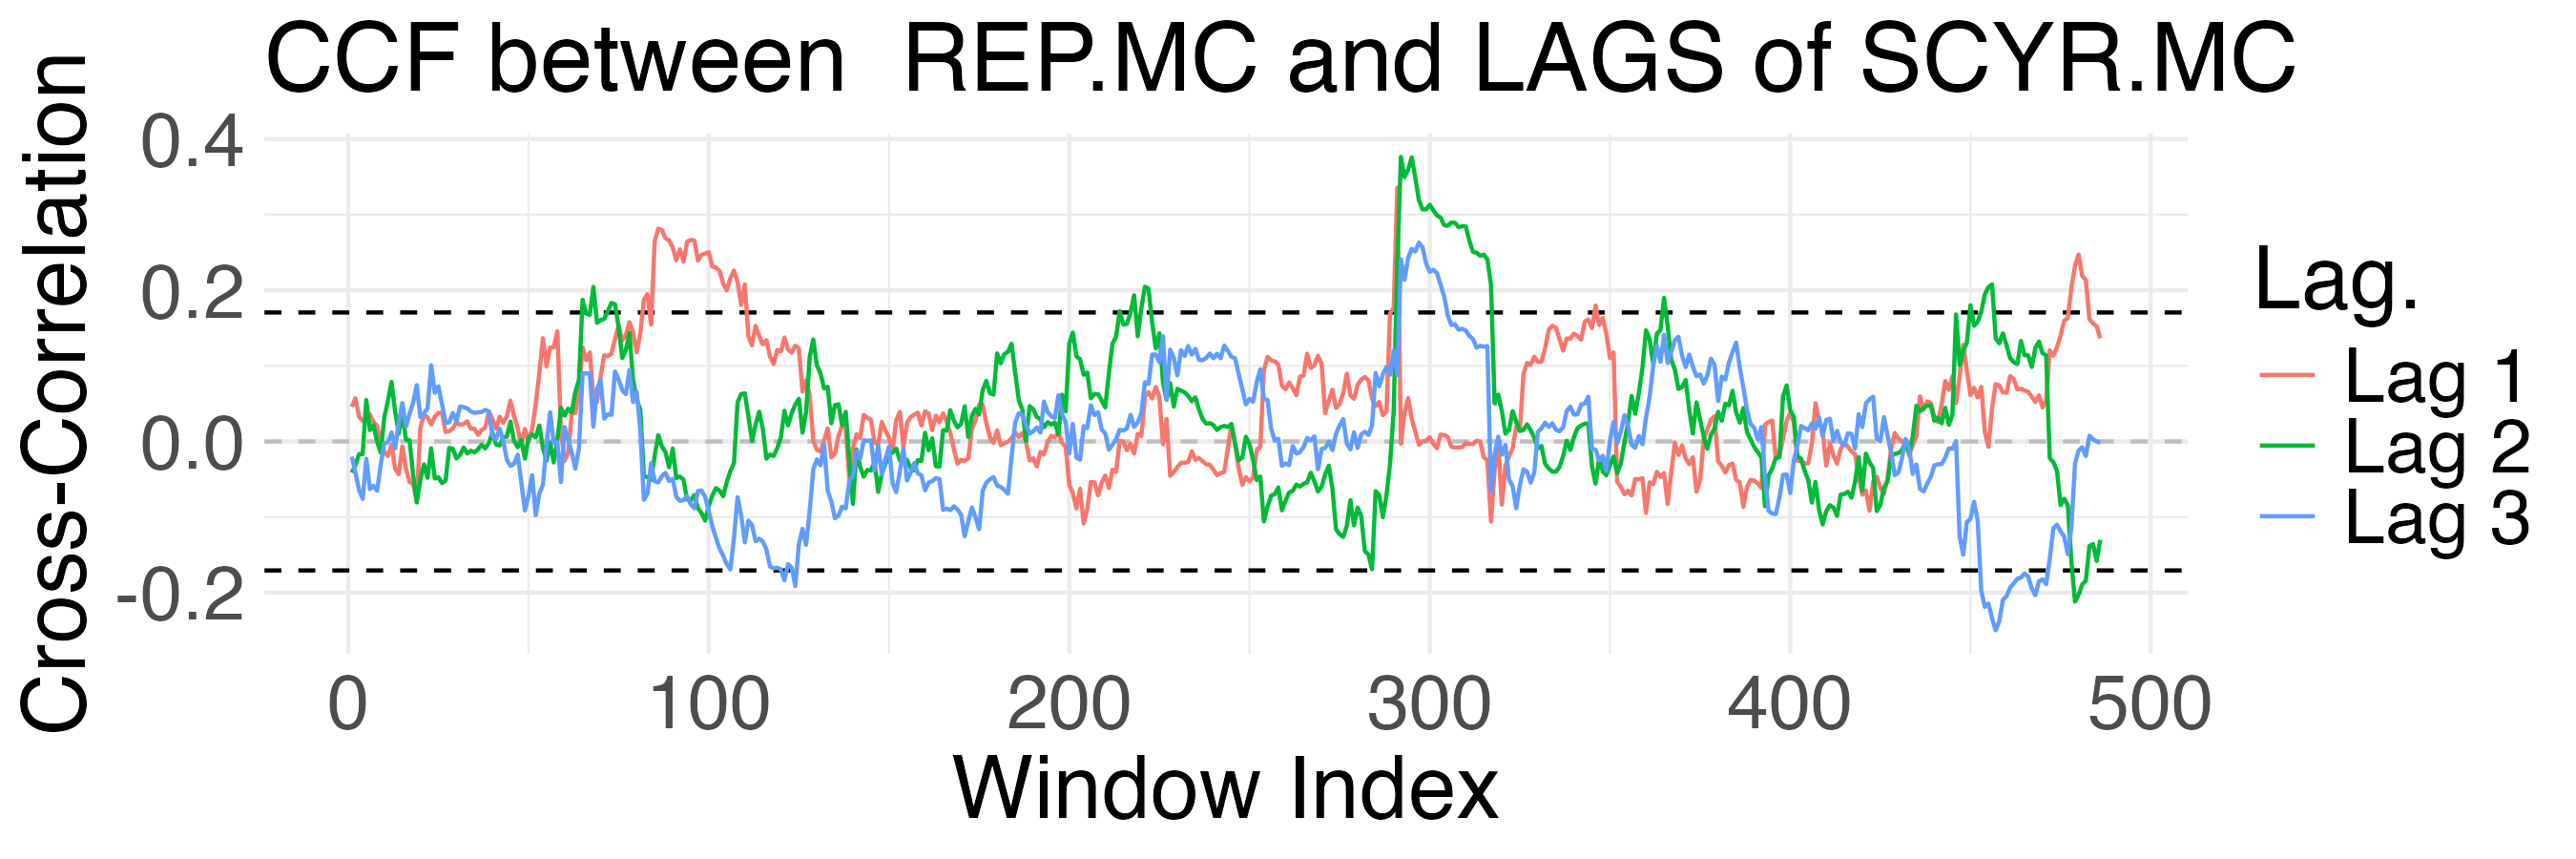 CCF between  REP.MC and LAGS of SCYR.MC
Cross-Correlation
0.4
0.2
0.0
-0.2
0 100 200 300 400 500
Window Index
Lag.
Lag 1
Lag 2
Lag 3